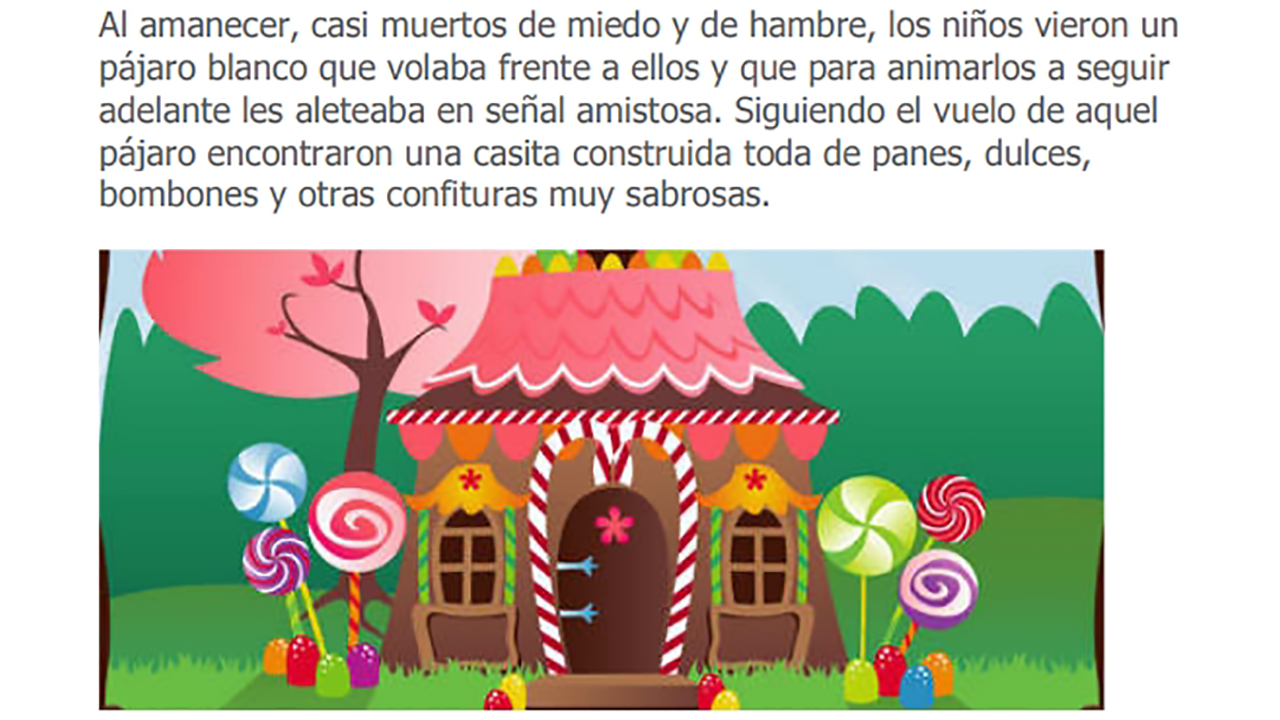 Al amanecer, casi muertos de miedo y de hambre, los niños vieron un
pájaro blanco que volaba frente a ellos y que para animarlos a seguir
adelante les aleteaba en señal amistosa. Siguiendo el vuelo de aquel
pájaro encontraron una casita construida toda de panes, dulces,
bombones y otras confituras muy sabrosas.